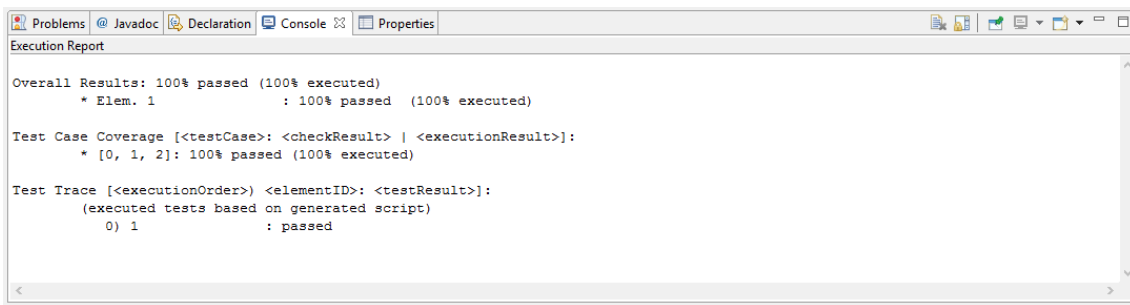 Problems @ Javadoc Declaration Console Properties
Execution Report
Overall Results: 100% passed (100% executed)
* Elem. 1 : 100% passed (100% executed)
Test Case Coverage [<testCase>: <checkResult> | <executionResult>]:
* [0, 1, 2]: 100% passed (100% executed)
Test Trace [<executionOrder>) <elementID>: <testResult>]:
(executed tests based on generated script)
0) 1 : passed